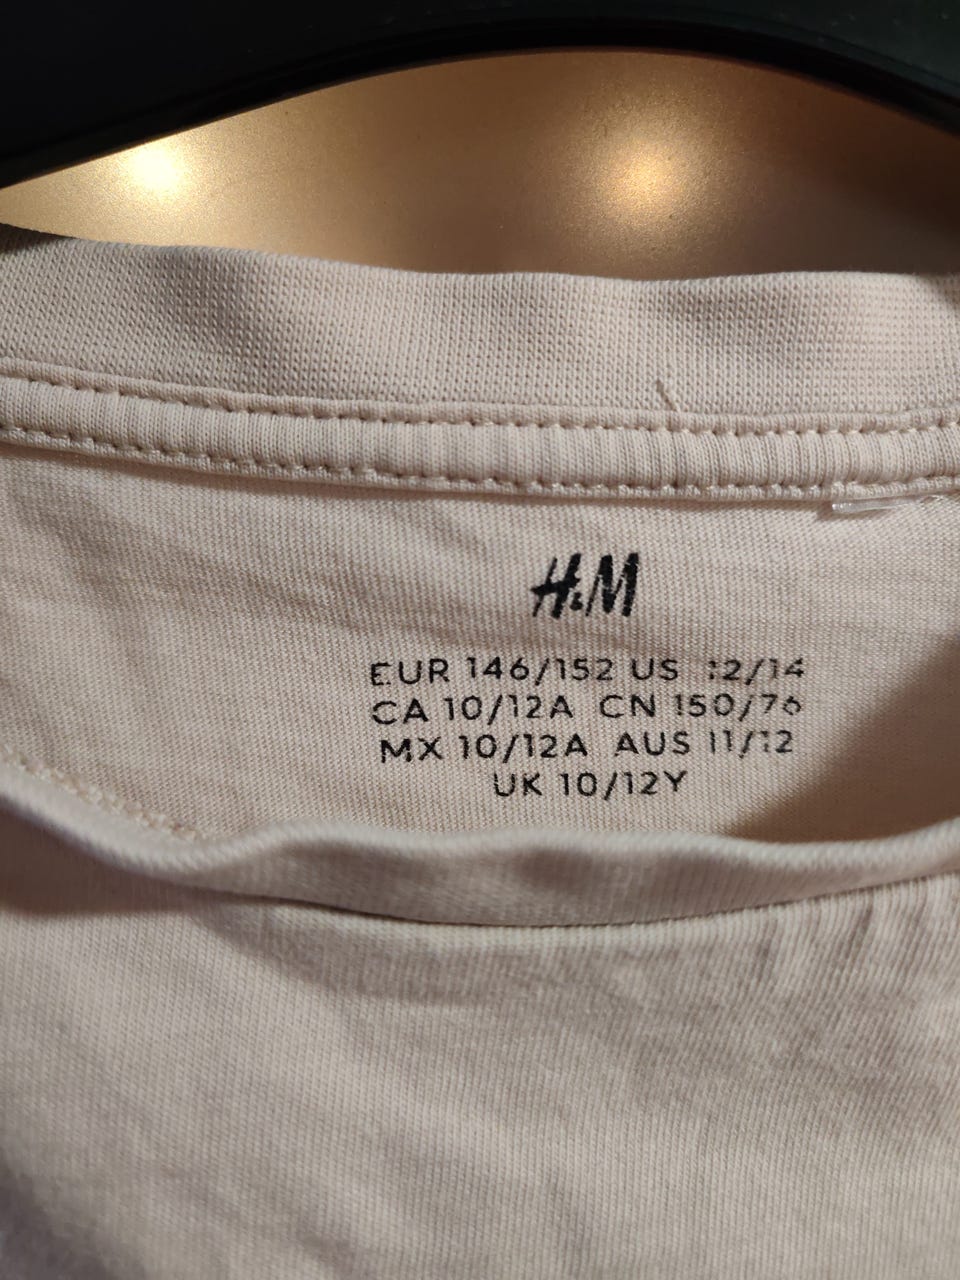 H&M
EUR 146/152 US 12/14
CA 10/12A CN 150/76
MX 10/12A AUS 11/12
UK 10/12Y